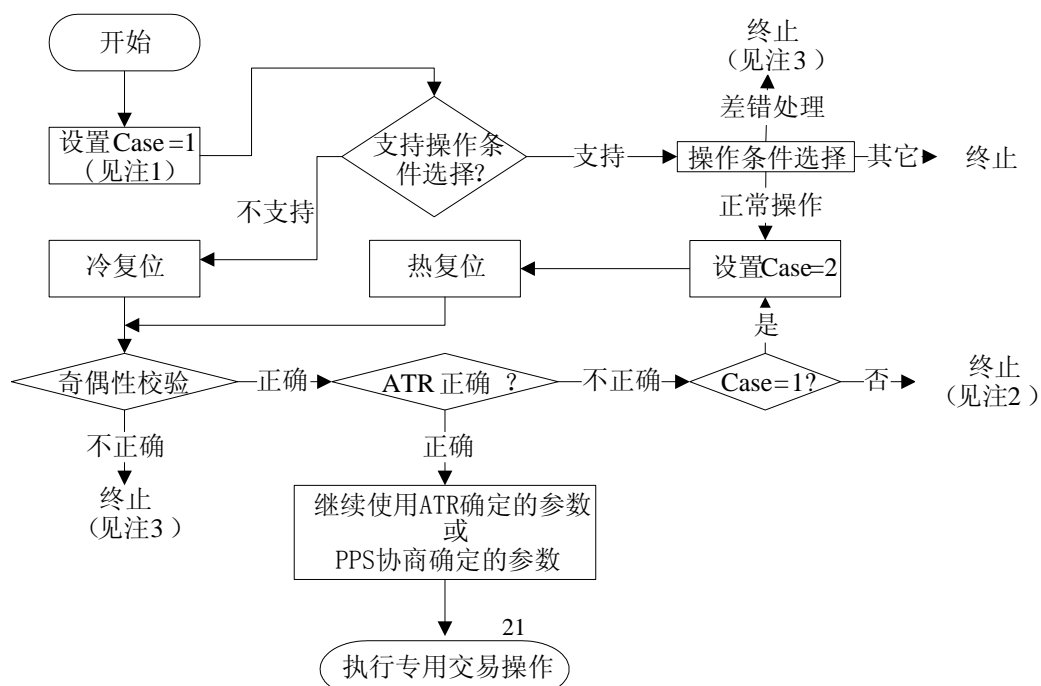 开始
终止
（见注3）
差错处理
设置Case=1
（见注1）
支持操作条
件选择?
支持
操作条件选择
其它
终止
不支持
正常操作
冷复位
热复位
设置Case=2
是
奇偶性校验
正确
ATR 正确 ?
不正确
Case=1?
否
终止
（见注2）
不正确
正确
终止
（见注3）
继续使用ATR确定的参数
或
PPS协商确定的参数
21
执行专用交易操作